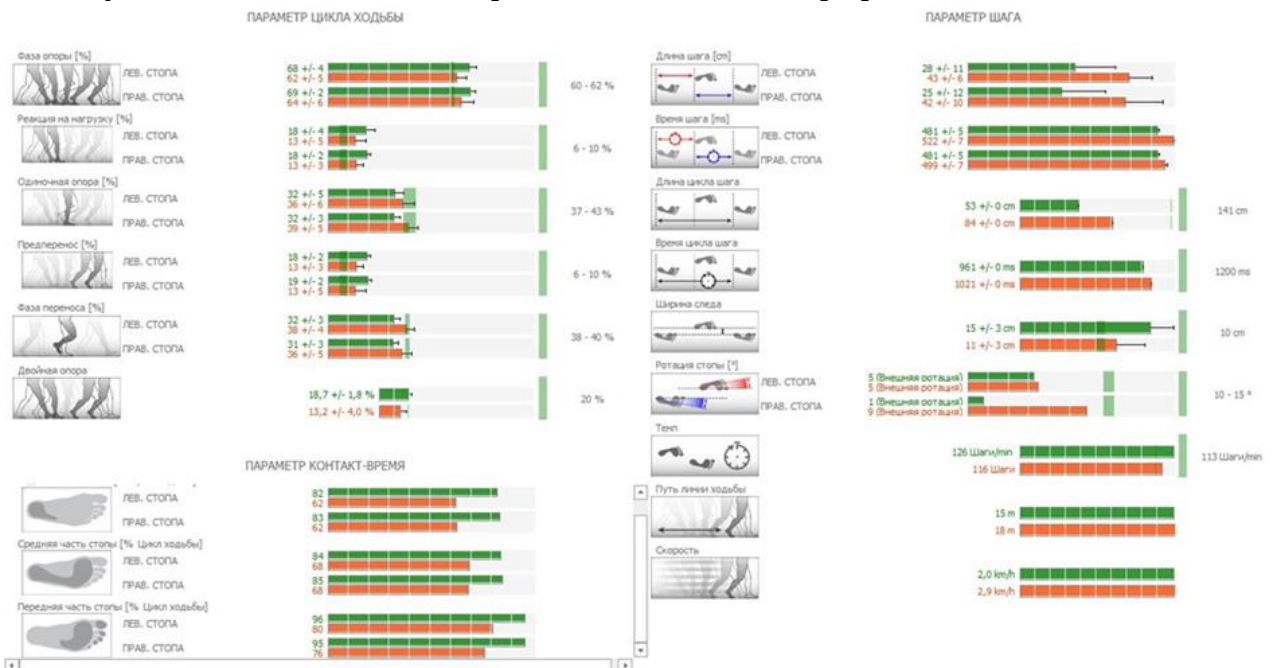 ПАРАМЕТР ЦИКЛА ХОДЬБЫ
Фаза опоры [%]
ЛЕВ. СТОПА
68 +/- 4
62 +/- 5
ПРАВ. СТОПА
69 +/- 2
64 +/- 6
60 - 62 %
Реакция на нагрузку [%]
ЛЕВ. СТОПА
18 +/- 4
13 +/- 5
ПРАВ. СТОПА
18 +/- 2
13 +/- 3
6 - 10 %
Одиночная опора [%]
ЛЕВ. СТОПА
32 +/- 5
36 +/- 6
ПРАВ. СТОПА
32 +/- 3
39 +/- 5
37 - 43 %
Предперенос [%]
ЛЕВ. СТОПА
18 +/- 2
13 +/- 3
ПРАВ. СТОПА
19 +/- 2
13 +/- 5
6 - 10 %
Фаза переноса [%]
ЛЕВ. СТОПА
32 +/- 3
38 +/- 4
ПРАВ. СТОПА
31 +/- 3
36 +/- 5
38 - 40 %
Двойная опора
18,7 +/- 1,8 %
13,2 +/- 4,0 %
20 %
ПАРАМЕТР КОНТАКТ-ВРЕМЯ
ЛЕВ. СТОПА
82
62
ПРАВ. СТОПА
83
62
Средняя часть стопы [% Цикл ходьбы]
ЛЕВ. СТОПА
84
68
ПРАВ. СТОПА
85
68
Передняя часть стопы [% Цикл ходьбы]
ЛЕВ. СТОПА
96
80
ПРАВ. СТОПА
95
76
ПАРАМЕТР ШАГА
Длина шага [cm]
ЛЕВ. СТОПА
28 +/- 11
43 +/- 6
ПРАВ. СТОПА
25 +/- 12
42 +/- 10
Время шага [ms]
ЛЕВ. СТОПА
481 +/- 5
522 +/- 7
ПРАВ. СТОПА
481 +/- 5
499 +/- 7
Длина цикла шага
53 +/- 0 cm
84 +/- 0 cm
141 cm
Время цикла шага
961 +/- 0 ms
1021 +/- 0 ms
1200 ms
Ширина следа
15 +/- 3 cm
11 +/- 3 cm
10 cm
Ротация стопы [°]
ЛЕВ. СТОПА
5 (Внешняя ротация)
5 (Внешняя ротация)
ПРАВ. СТОПА
1 (Внешняя ротация)
9 (Внешняя ротация)
10 - 15 °
Темп
126 Шаги/min
116 Шаги
113 Шаги/min
Путь линии ходьбы
15 m
18 m
Скорость
2,0 km/h
2,9 km/h